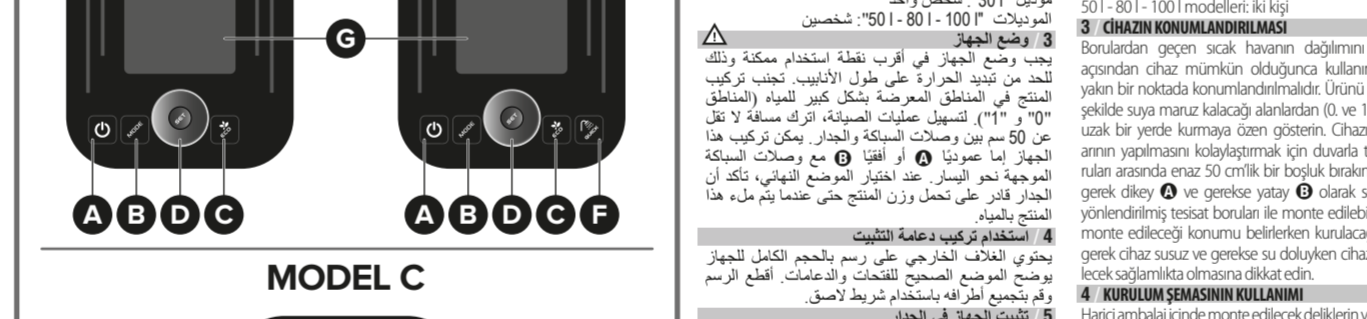 G
MODE
SET
ECO
MODE
SET
ECO
QUICK
A B D C
A B D C F
MODEL C
موديل "30 l": شخص واحد
الموديلات "50 l - 80 l - 100 l": شخصين
3 / وضع الجهاز
يجب وضع الجهاز في أقرب نقطة استخدام ممكنة وذلك
للحد من تبديد الحرارة على طول الأنابيب. تجنب تركيب
المنتج في المناطق المعرضة بشكل كبير للمياه (المناطق
"0" و "1"). لتسهيل عمليات الصيانة، اترك مسافة لا تقل
عن 50 سم بين وصلات السباكة والجدار. يمكن تركيب هذا
الجهاز إما عموديًا A أو أفقيًا B مع وصلات السباكة
الموجهة نحو اليسار. عند اختيار الموضع النهائي، تأكد أن
الجدار قادر على تحمل وزن المنتج حتى عندما يتم ملء هذا
المنتج بالمياه.
4 / استخدام تركيب دعامة التثبيت
يحتوي الغلاف الخارجي على رسم بالحجم الكامل للجهاز
يوضح الموضع الصحيح للفتحات والدعامات. أقطع الرسم
وقم بتجميع أطرافه باستخدام شريط لاصق.
5 / تثبيت الجهاز في الجدار
50 l - 80 l - 100 l modelleri: iki kişi
3 / CİHAZIN KONUMLANDIRILMASI
Borulardan geçen sıcak havanın dağılımını
açısından cihaz mümkün olduğunca kullanır
yakın bir noktada konumlandırılmalıdır. Ürünü
şekilde suya maruz kalacağı alanlardan (0. ve 1
uzak bir yerde kurmaya özen gösterin. Cihaz
arının yapılmasını kolaylaştırmak için duvarla t
ruları arasında enaz 50 cm'lik bir boşluk bırakır
gerek dikey A ve gerekse yatay B olarak s
yönlendirilmiş tesisat boruları ile monte edilebi
monte edileceği konumu belirlerken kurulaca
gerek cihaz susuz ve gerekse su doluyken ciha
lecek sağlamlıkta olmasına dikkat edin.
4 / KURULUM ŞEMASININ KULLANIMI
Harici ambalaj içinde monte edilecek deliklerin y